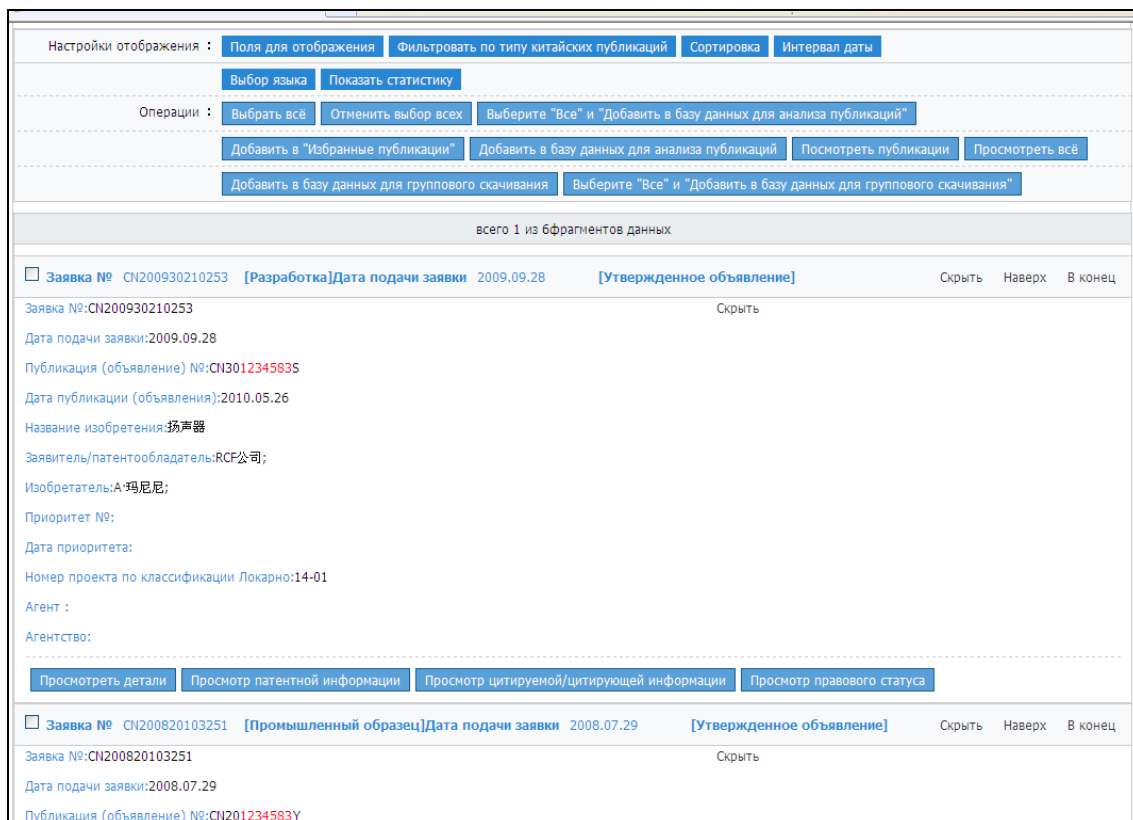 Настройки отображения : Поля для отображения Фильтровать по типу китайских публикаций Сортировка Интервал даты
Выбор языка Показать статистику
Операции : Выбрать всё Отменить выбор всех Выберите "Все" и "Добавить в базу данных для анализа публикаций"
Добавить в "Избранные публикации" Добавить в базу данных для анализа публикаций Посмотреть публикации Просмотреть всё
Добавить в базу данных для группового скачивания Выберите "Все" и "Добавить в базу данных для группового скачивания"
всего 1 из 6фрагментов данных
Заявка № CN200930210253 [Разработка]Дата подачи заявки 2009.09.28 [Утвержденное объявление] Скрыть Наверх В конец
Заявка №:CN200930210253 Скрыть
Дата подачи заявки:2009.09.28
Публикация (объявление) №:CN301234583S
Дата публикации (объявления):2010.05.26
Название изобретения:扬声器
Заявитель/патентообладатель:RCF公司;
Изобретатель:A·玛尼尼;
Приоритет №:
Дата приоритета:
Номер проекта по классификации Локарно:14-01
Агент :
Агентство:
Просмотреть детали Просмотр патентной информации Просмотр цитируемой/цитирующей информации Просмотр правового статуса
Заявка № CN200820103251 [Промышленный образец]Дата подачи заявки 2008.07.29 [Утвержденное объявление] Скрыть Наверх В конец
Заявка №:CN200820103251 Скрыть
Дата подачи заявки:2008.07.29
Публикация (объявление) №:CN201234583Y